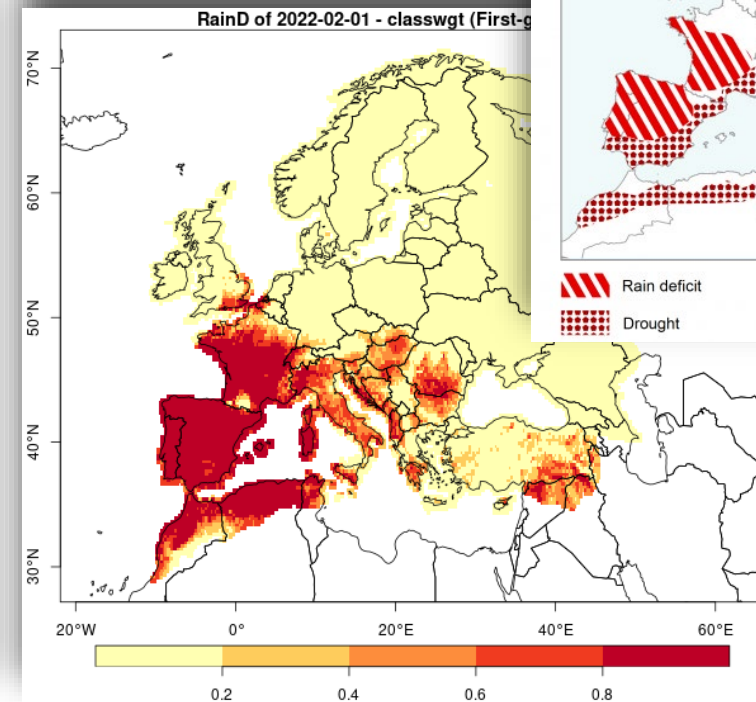 RainD of 2022-02-01 - classwgt (First-g
70°N
60°N
50°N
40°N
30°N
20°W 0° 20°E 40°E 60°E
0.2 0.4 0.6 0.8
Rain deficit
Drought